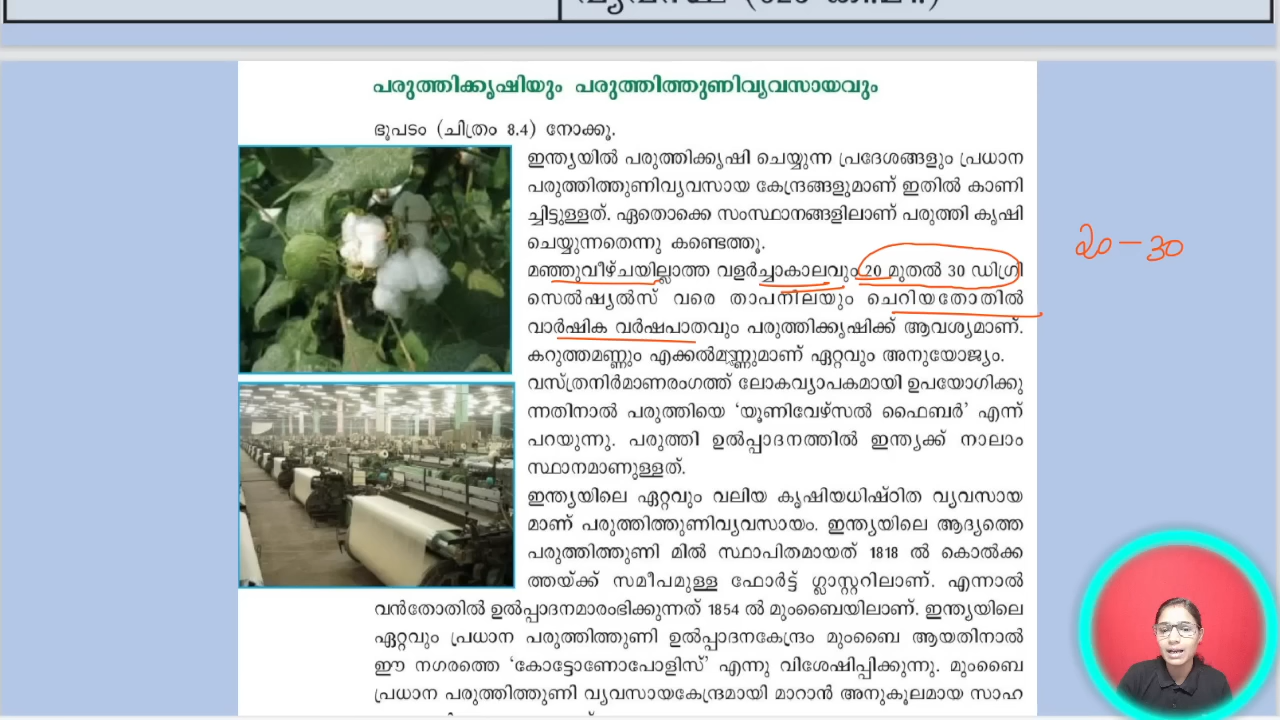 പരുത്തിക്കൃഷിയും പരുത്തിത്തുണിവ്യവസായവും
ഭൂപടം (ചിത്രം 8.4) നോക്കൂ.
ഇന്ത്യയിൽ പരുത്തിക്കൃഷി ചെയ്യുന്ന പ്രദേശങ്ങളും പ്രധാന
പരുത്തിത്തുണിവ്യവസായ കേന്ദ്രങ്ങളുമാണ് ഇതിൽ കാണി
ച്ചിട്ടുള്ളത്. ഏതൊക്കെ സംസ്ഥാനങ്ങളിലാണ് പരുത്തി കൃഷി
ചെയ്യുന്നതെന്നു കണ്ടെത്തൂ.
മഞ്ഞുവീഴ്ചയില്ലാത്ത വളർച്ചാകാലവും 20 മുതൽ 30 ഡിഗ്രി
സെൽഷ്യൽസ് വരെ താപനിലയും ചെറിയതോതിൽ
വാർഷിക വർഷപാതവും പരുത്തിക്കൃഷിക്ക് ആവശ്യമാണ്.
കറുത്തമണ്ണും എക്കൽമണ്ണുമാണ് ഏറ്റവും അനുയോജ്യം.
വസ്ത്രനിർമാണരംഗത്ത് ലോകവ്യാപകമായി ഉപയോഗിക്കു
ന്നതിനാൽ പരുത്തിയെ ‘യൂണിവേഴ്സൽ ഫൈബർ’ എന്ന്
പറയുന്നു. പരുത്തി ഉൽപ്പാദനത്തിൽ ഇന്ത്യക്ക് നാലാം
സ്ഥാനമാണുള്ളത്.
ഇന്ത്യയിലെ ഏറ്റവും വലിയ കൃഷിയധിഷ്ഠിത വ്യവസായ
മാണ് പരുത്തിത്തുണിവ്യവസായം. ഇന്ത്യയിലെ ആദ്യത്തെ
പരുത്തിത്തുണി മിൽ സ്ഥാപിതമായത് 1818 ൽ കൊൽക്ക
ത്തയ്ക്ക് സമീപമുള്ള ഫോർട്ട് ഗ്ലാസ്റ്ററിലാണ്. എന്നാൽ
വൻതോതിൽ ഉൽപ്പാദനമാരംഭിക്കുന്നത് 1854 ൽ മുംബൈയിലാണ്. ഇന്ത്യയിലെ
ഏറ്റവും പ്രധാന പരുത്തിത്തുണി ഉൽപ്പാദനകേന്ദ്രം മുംബൈ ആയതിനാൽ
ഈ നഗരത്തെ ‘കോട്ടോണോപോളിസ്’ എന്നു വിശേഷിപ്പിക്കുന്നു. മുംബൈ
പ്രധാന പരുത്തിത്തുണി വ്യവസായകേന്ദ്രമായി മാറാൻ അനുകൂലമായ സാഹ
20 – 30